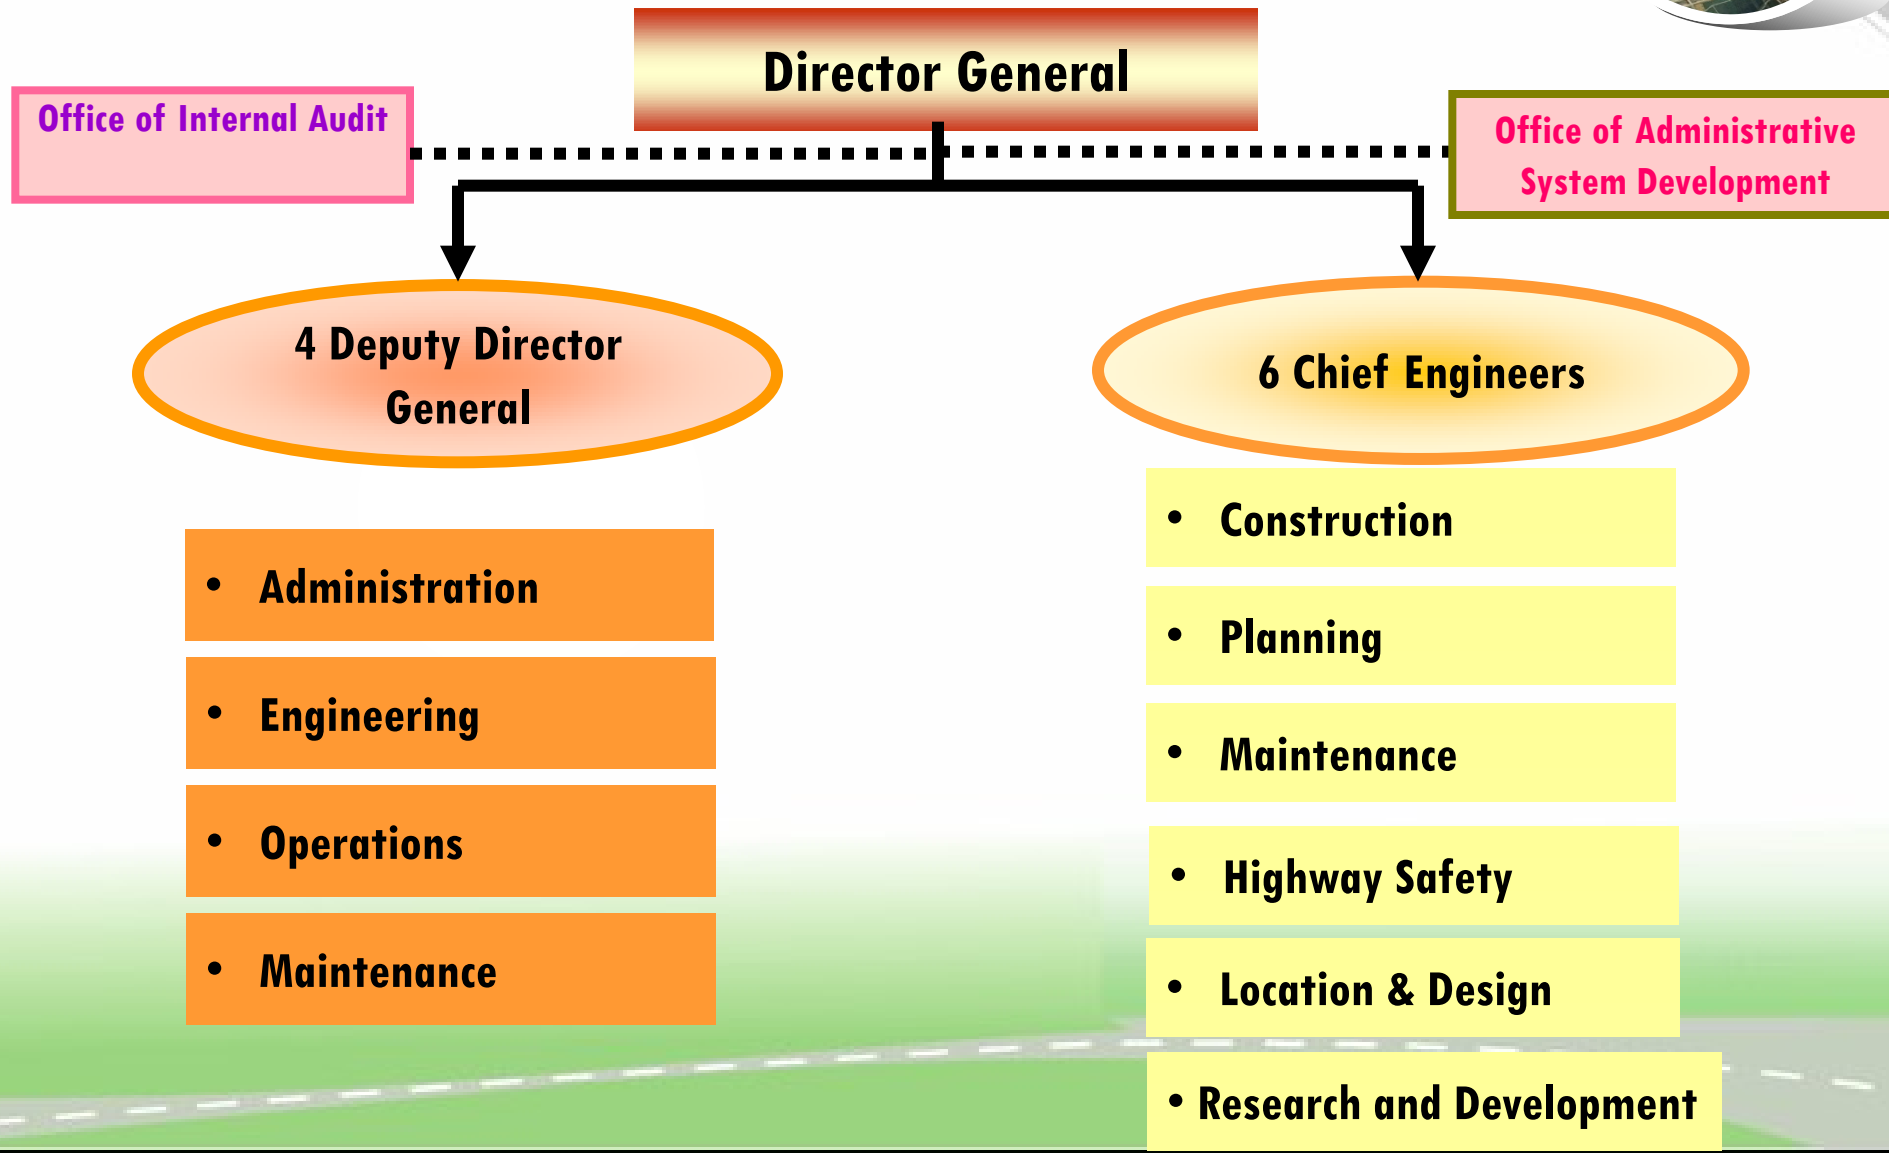 Director General
Office of Internal Audit
Office of Administrative
System Development
4 Deputy Director
General
6 Chief Engineers
• Administration
• Engineering
• Operations
• Maintenance
• Construction
• Planning
• Maintenance
• Highway Safety
• Location & Design
• Research and Development